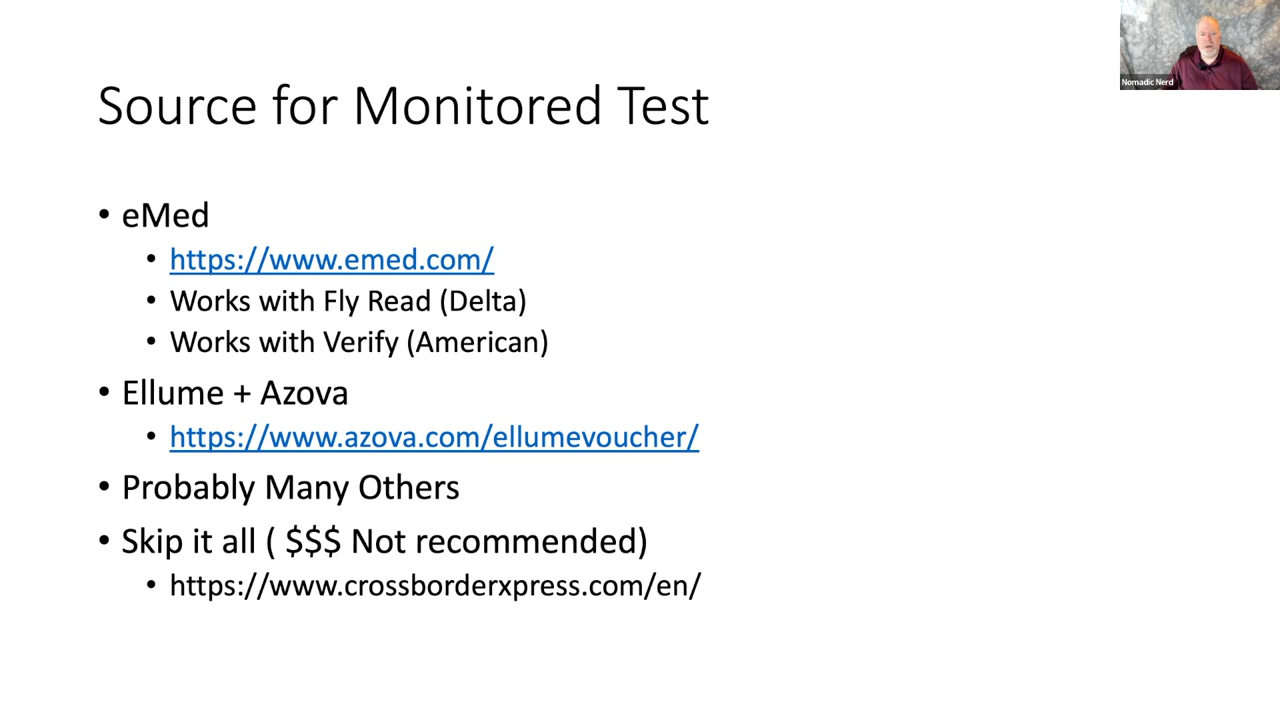 Nomadic Nerd
Source for Monitored Test
• eMed
• https://www.emed.com/
• Works with Fly Read (Delta)
• Works with Verify (American)
• Ellume + Azova
• https://www.azova.com/ellumevoucher/
• Probably Many Others
• Skip it all ( $$$ Not recommended)
• https://www.crossborderxpress.com/en/